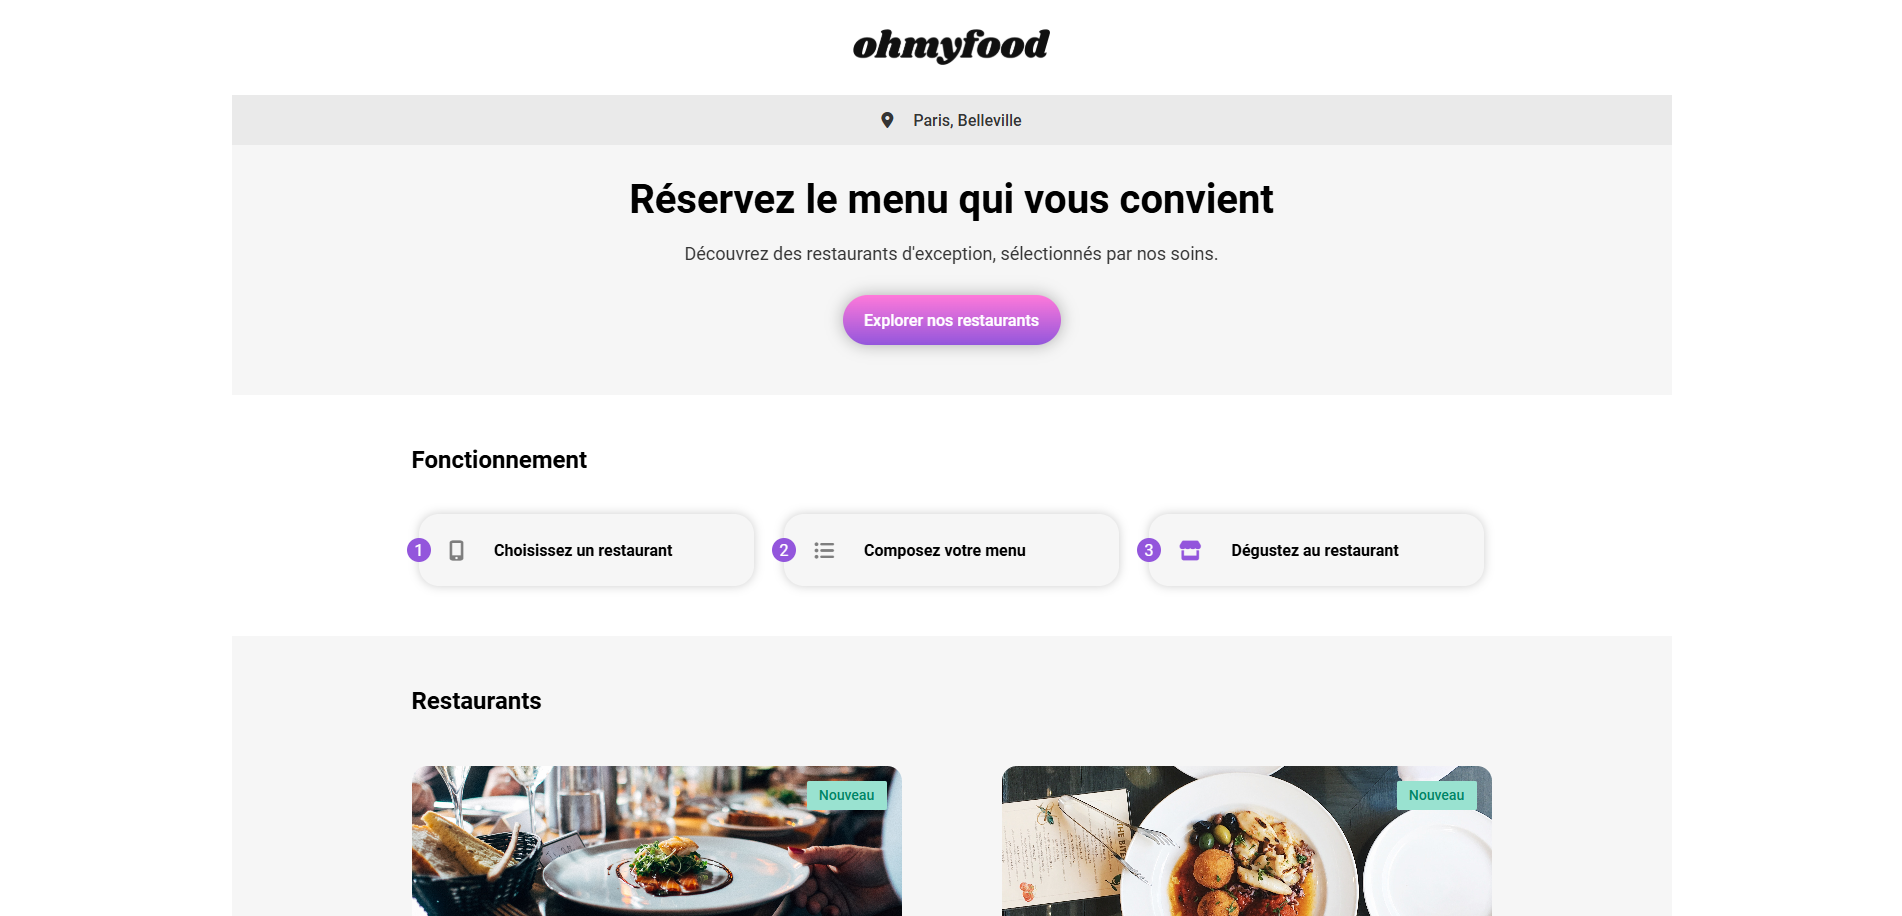 ohmyfood
Paris, Belleville
Réservez le menu qui vous convient
Découvrez des restaurants d'exception, sélectionnés par nos soins.
Explorer nos restaurants
Fonctionnement
1 Choisissez un restaurant
2 Composez votre menu
3 Dégustez au restaurant
Restaurants
Nouveau
Nouveau